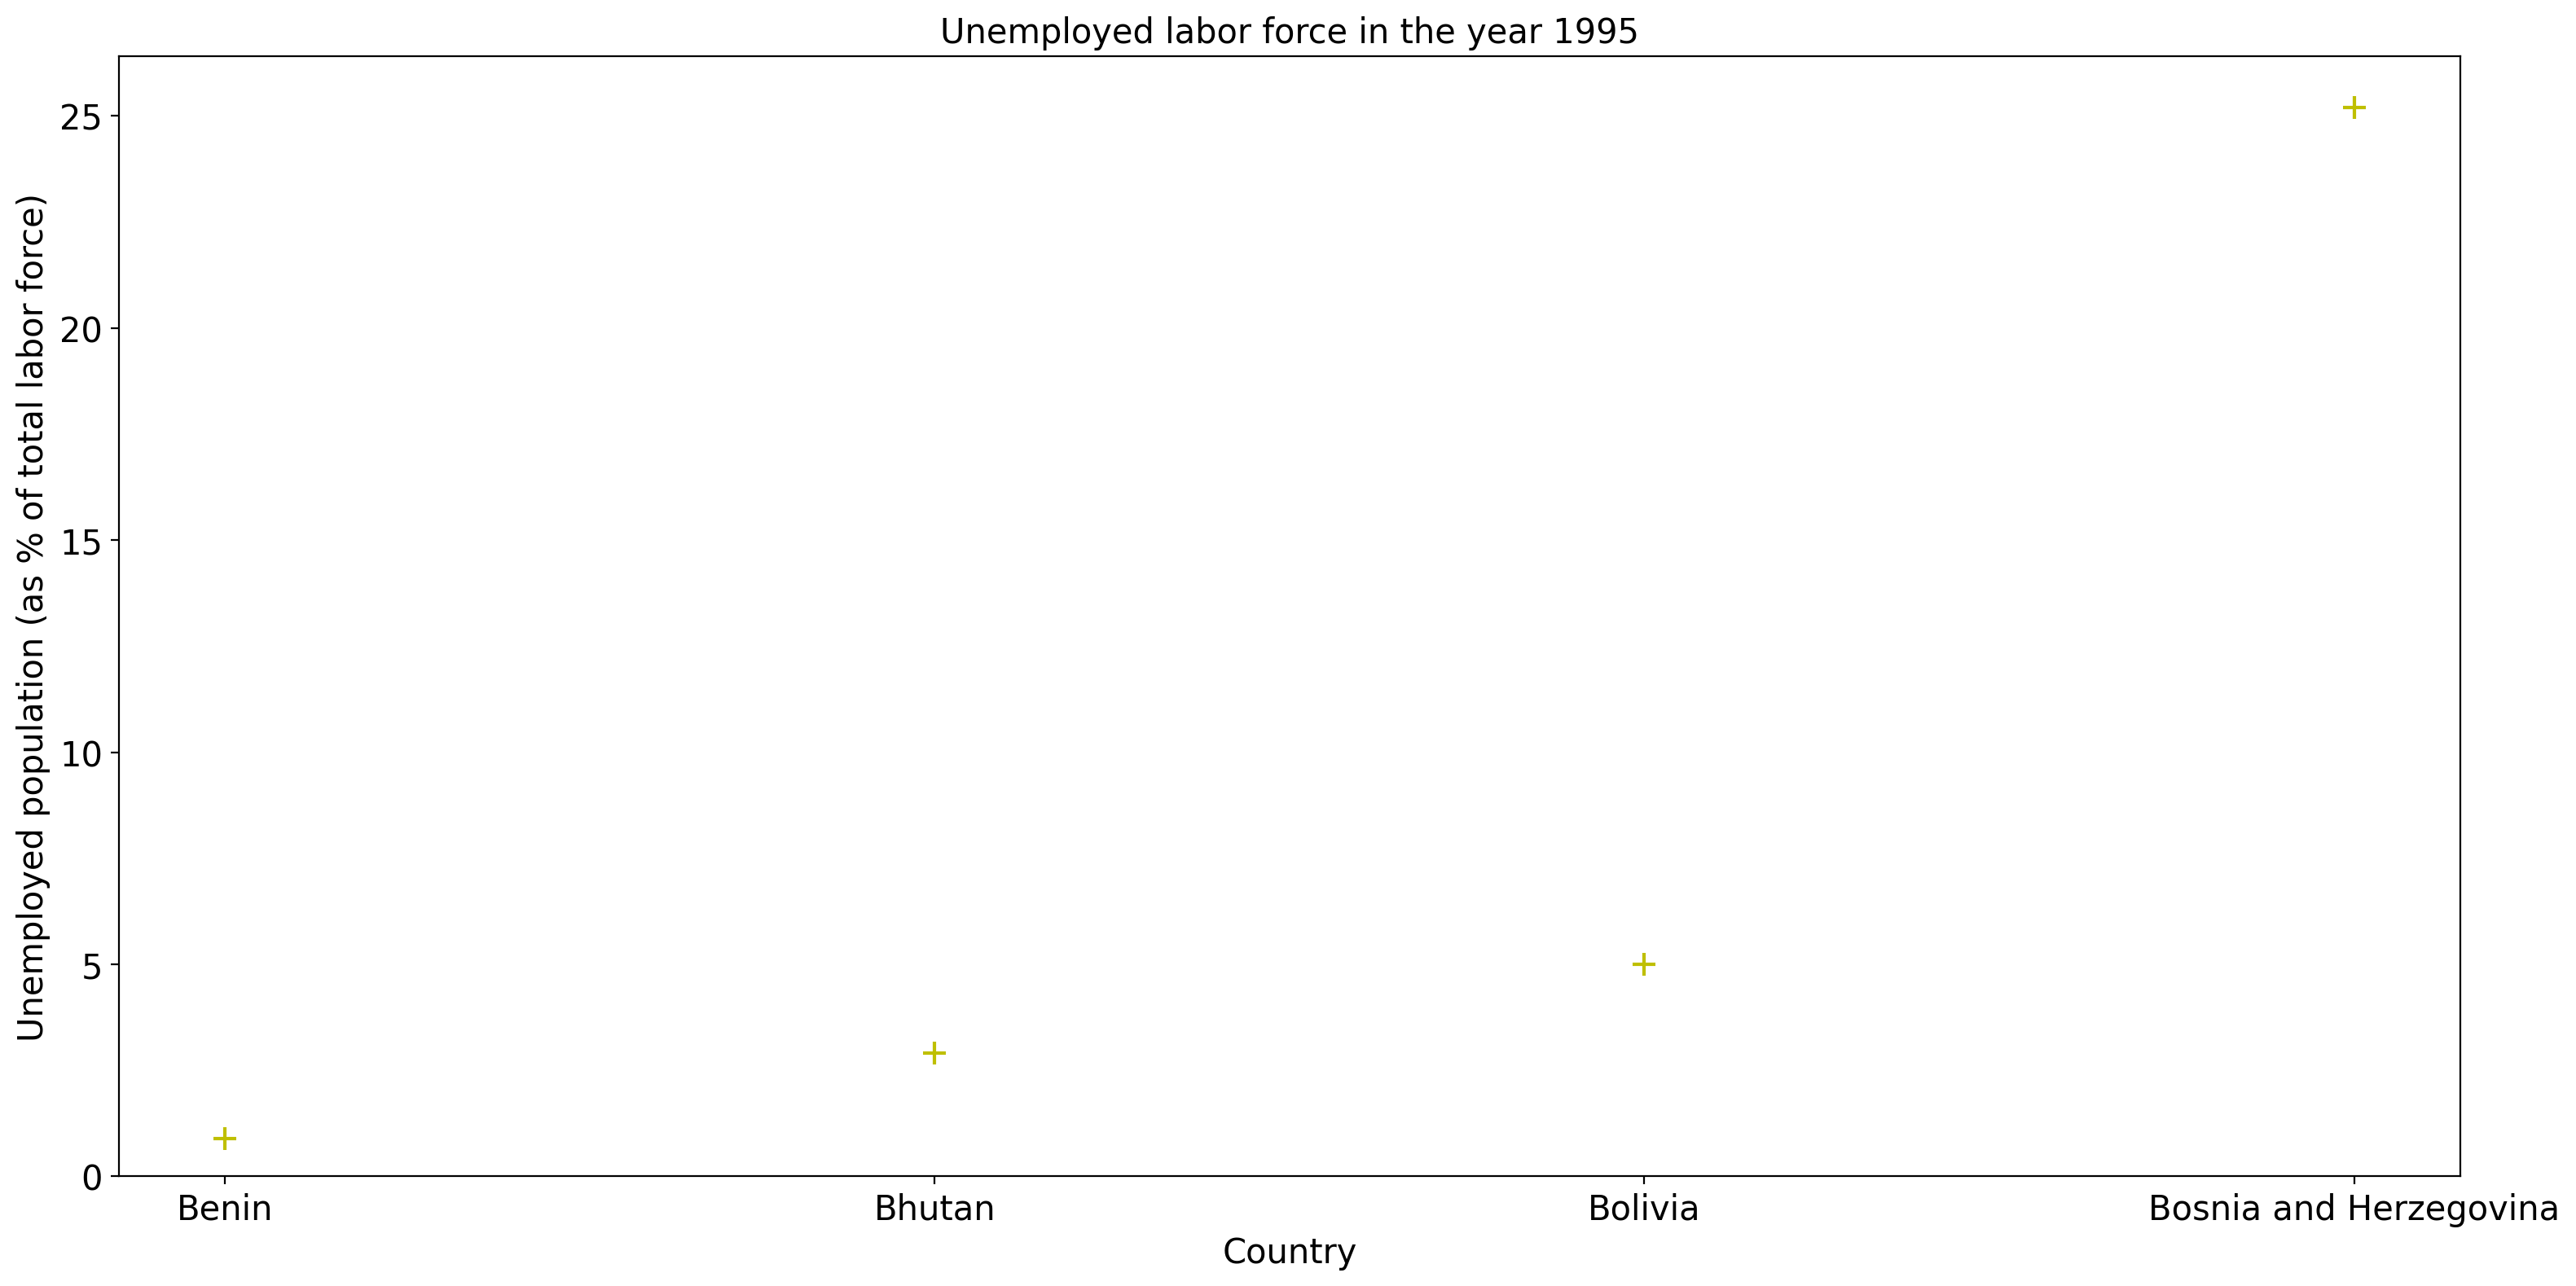 Unemployed labor force in the year 1995
Unemployed population (as % of total labor force)
25
20
15
10
5
0
Benin
Bhutan
Bolivia
Bosnia and Herzegovina
Country